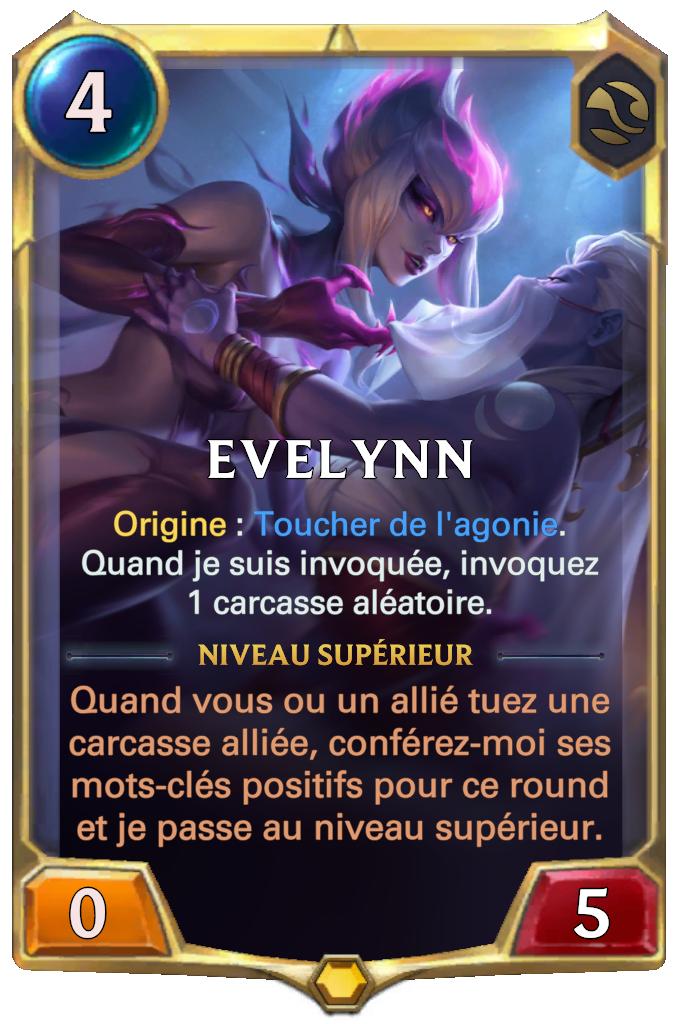 4
EVELYNN
Origine : Toucher de l'agonie.
Quand je suis invoquée, invoquez
1 carcasse aléatoire.
NIVEAU SUPÉRIEUR
Quand vous ou un allié tuez une
carcasse alliée, conférez-moi ses
mots-clés positifs pour ce round
et je passe au niveau supérieur.
0
5